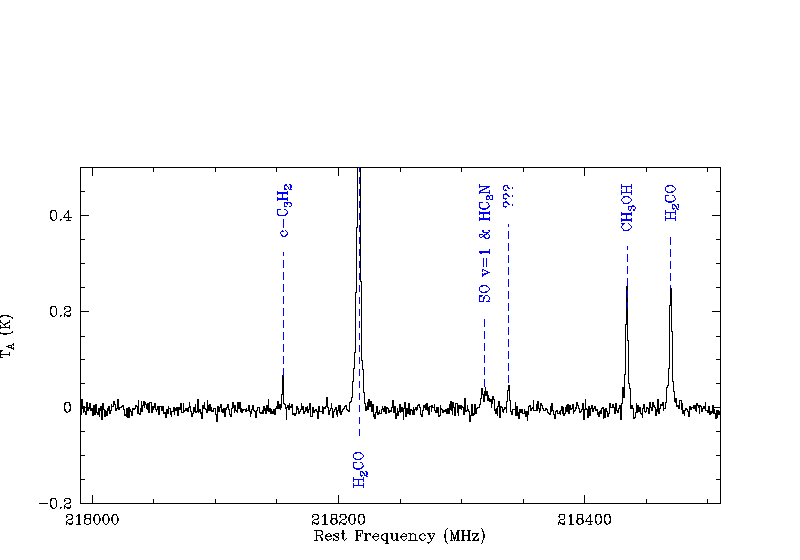 c-C3H2
H2CO
SO v=1 & HC3N
???
CH3OH
H2CO
0.4
0.2
0
-0.2
TA (K)
218000
218200
218400
Rest Frequency (MHz)